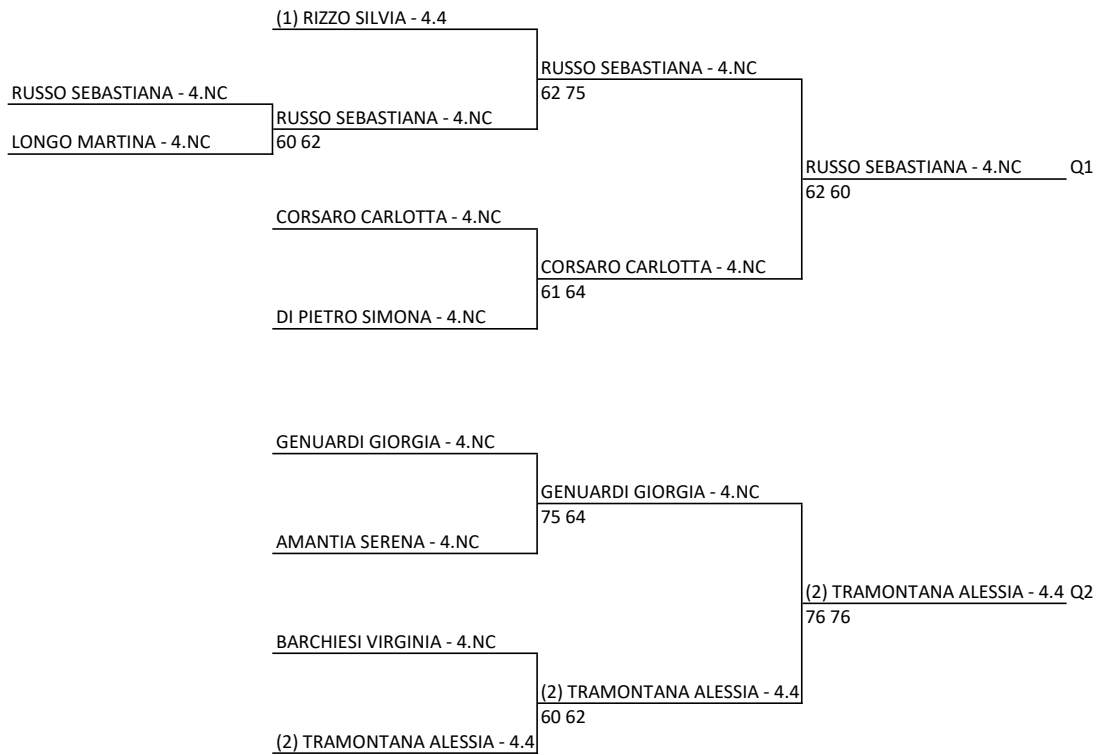 (1) RIZZO SILVIA - 4.4
RUSSO SEBASTIANA - 4.NC
62 75
RUSSO SEBASTIANA - 4.NC
RUSSO SEBASTIANA - 4.NC
60 62
LONGO MARTINA - 4.NC
RUSSO SEBASTIANA - 4.NC Q1
62 60
CORSARO CARLOTTA - 4.NC
CORSARO CARLOTTA - 4.NC
61 64
DI PIETRO SIMONA - 4.NC
GENUARDI GIORGIA - 4.NC
GENUARDI GIORGIA - 4.NC
75 64
AMANTIA SERENA - 4.NC
(2) TRAMONTANA ALESSIA - 4.4 Q2
76 76
BARCHIESI VIRGINIA - 4.NC
(2) TRAMONTANA ALESSIA - 4.4
60 62
(2) TRAMONTANA ALESSIA - 4.4